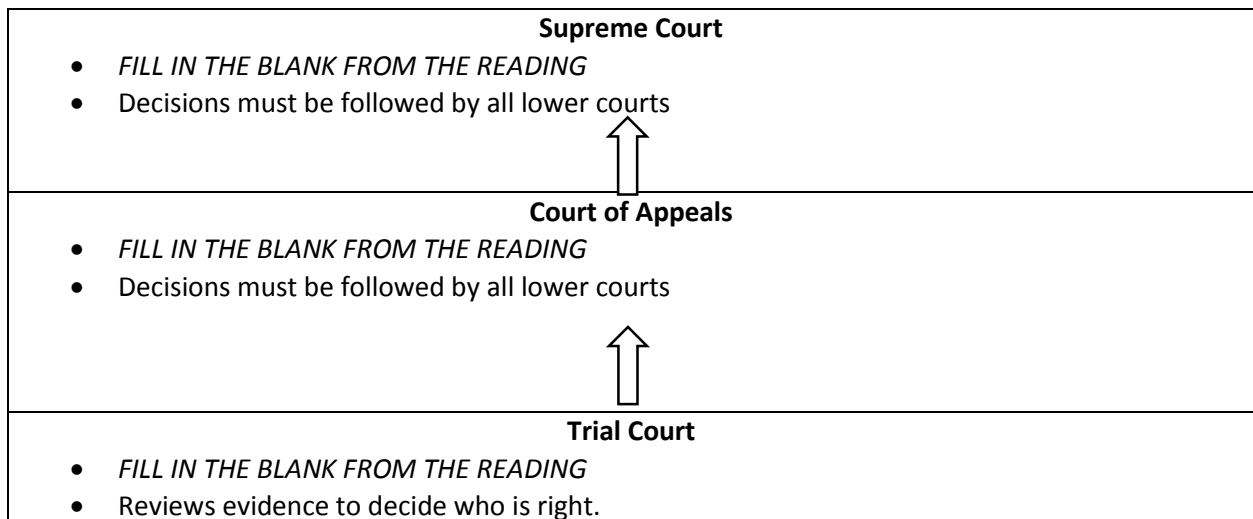 Supreme Court
• FILL IN THE BLANK FROM THE READING
• Decisions must be followed by all lower courts
Court of Appeals
• FILL IN THE BLANK FROM THE READING
• Decisions must be followed by all lower courts
Trial Court
• FILL IN THE BLANK FROM THE READING
• Reviews evidence to decide who is right.